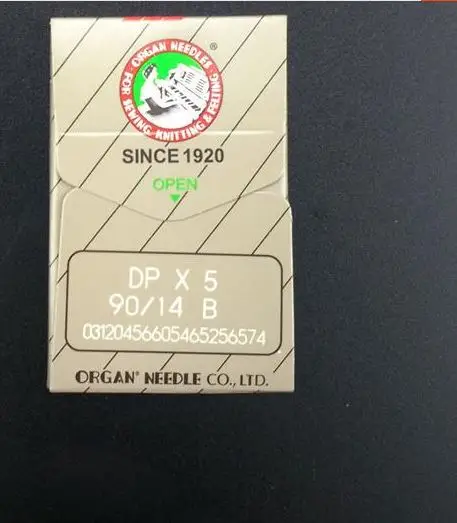 ORGAN NEEDLES ®
FOR SEWING, KNITTING & FELTING
SINCE 1920
OPEN
DP X 5
90/14 B
03120456605465256574
ORGAN® NEEDLE CO., LTD.